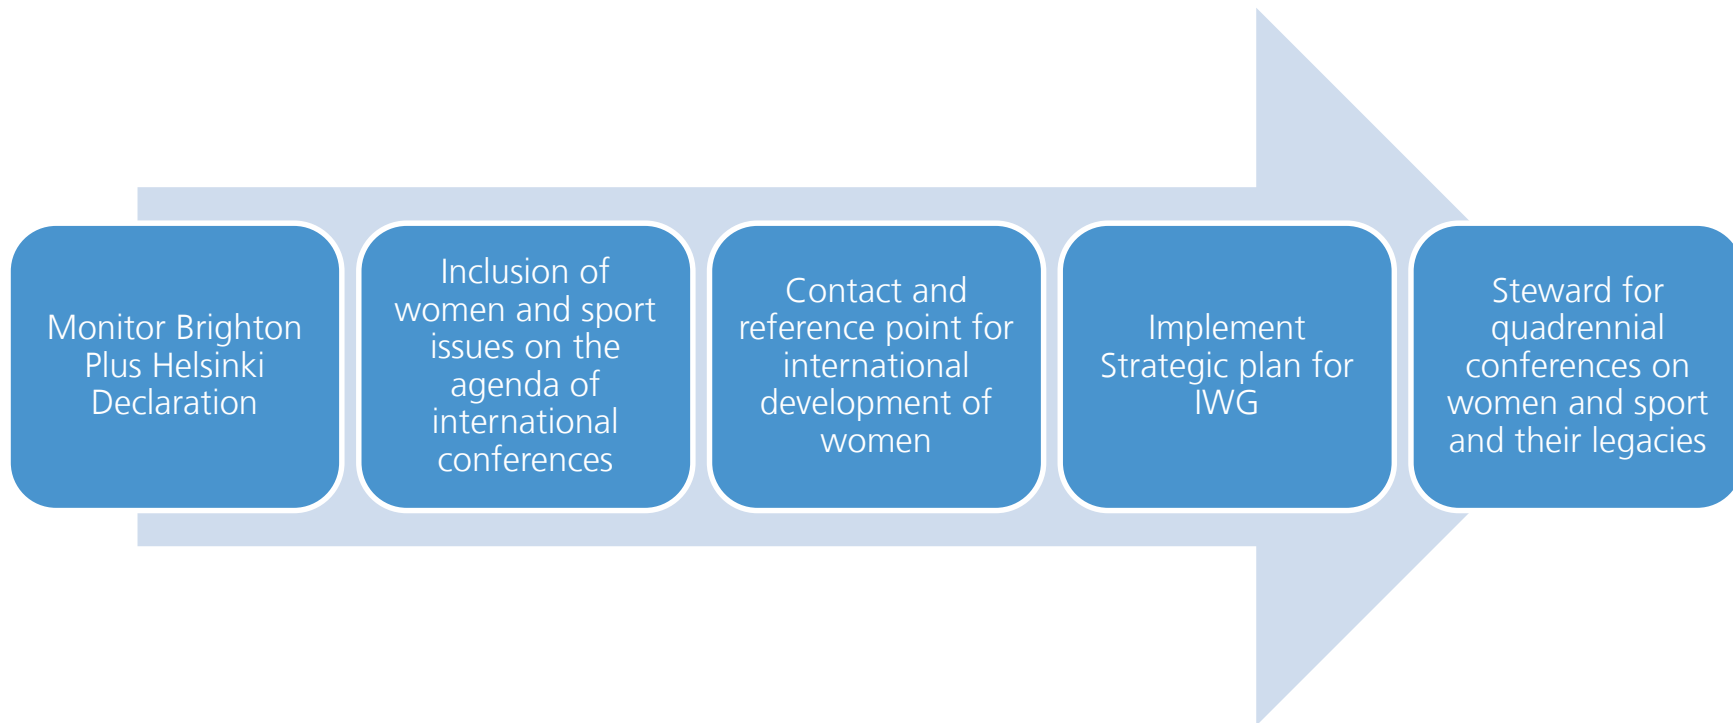 Monitor Brighton
Plus Helsinki
Declaration
Inclusion of
women and sport
issues on the
agenda of
international
conferences
Contact and
reference point for
international
development of
women
Implement
Strategic plan for
IWG
Steward for
quadrennial
conferences on
women and sport
and their legacies